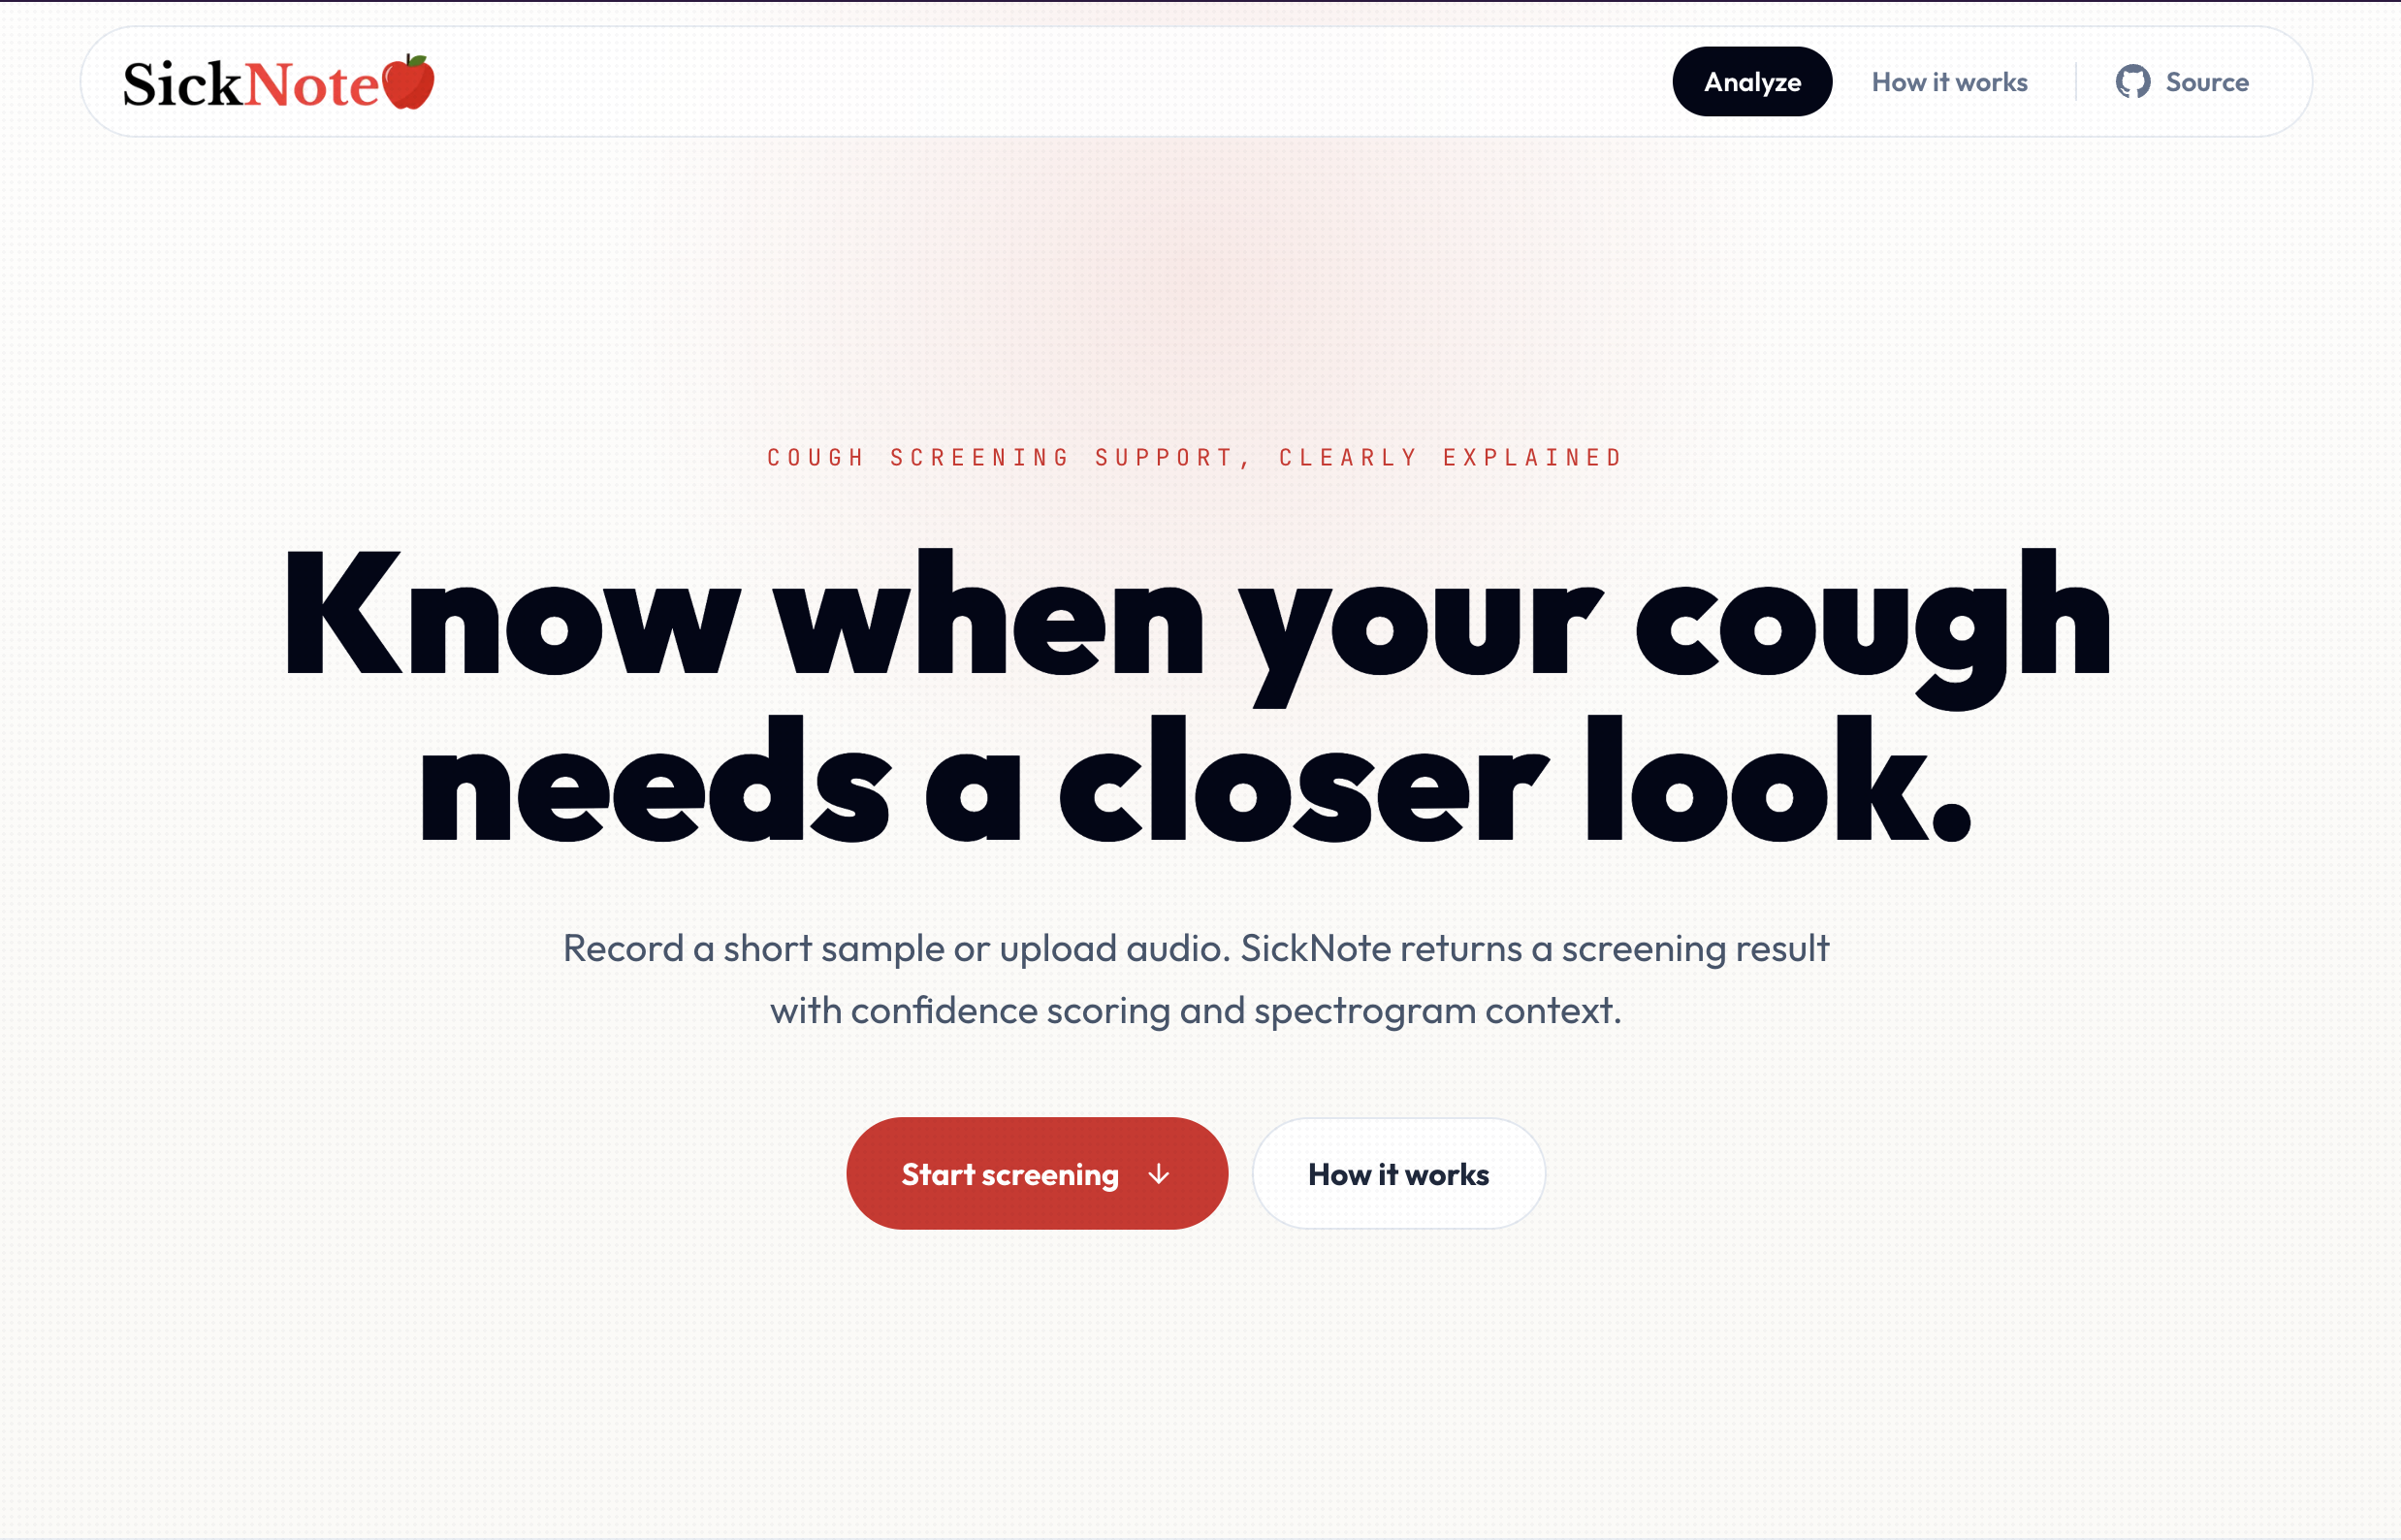 SickNote
Analyze
How it works
Source
COUGH SCREENING SUPPORT, CLEARLY EXPLAINED
Know when your cough
needs a closer look.
Record a short sample or upload audio. SickNote returns a screening result
with confidence scoring and spectrogram context.
Start screening
How it works